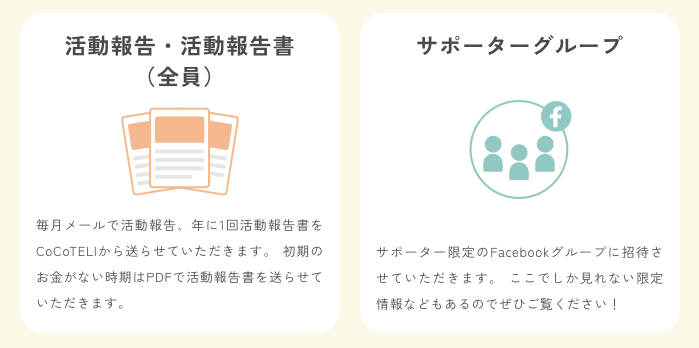 活動報告・活動報告書
（全員）
毎月メールで活動報告、年に1回活動報告書を
CoCoTELIから送らせていただきます。 初期の
お金がない時期はPDFで活動報告書を送らせて
いただきます。
サポーターグループ
サポーター限定のFacebookグループに招待さ
せていただきます。 ここでしか見れない限定
情報などもあるのでぜひご覧ください！